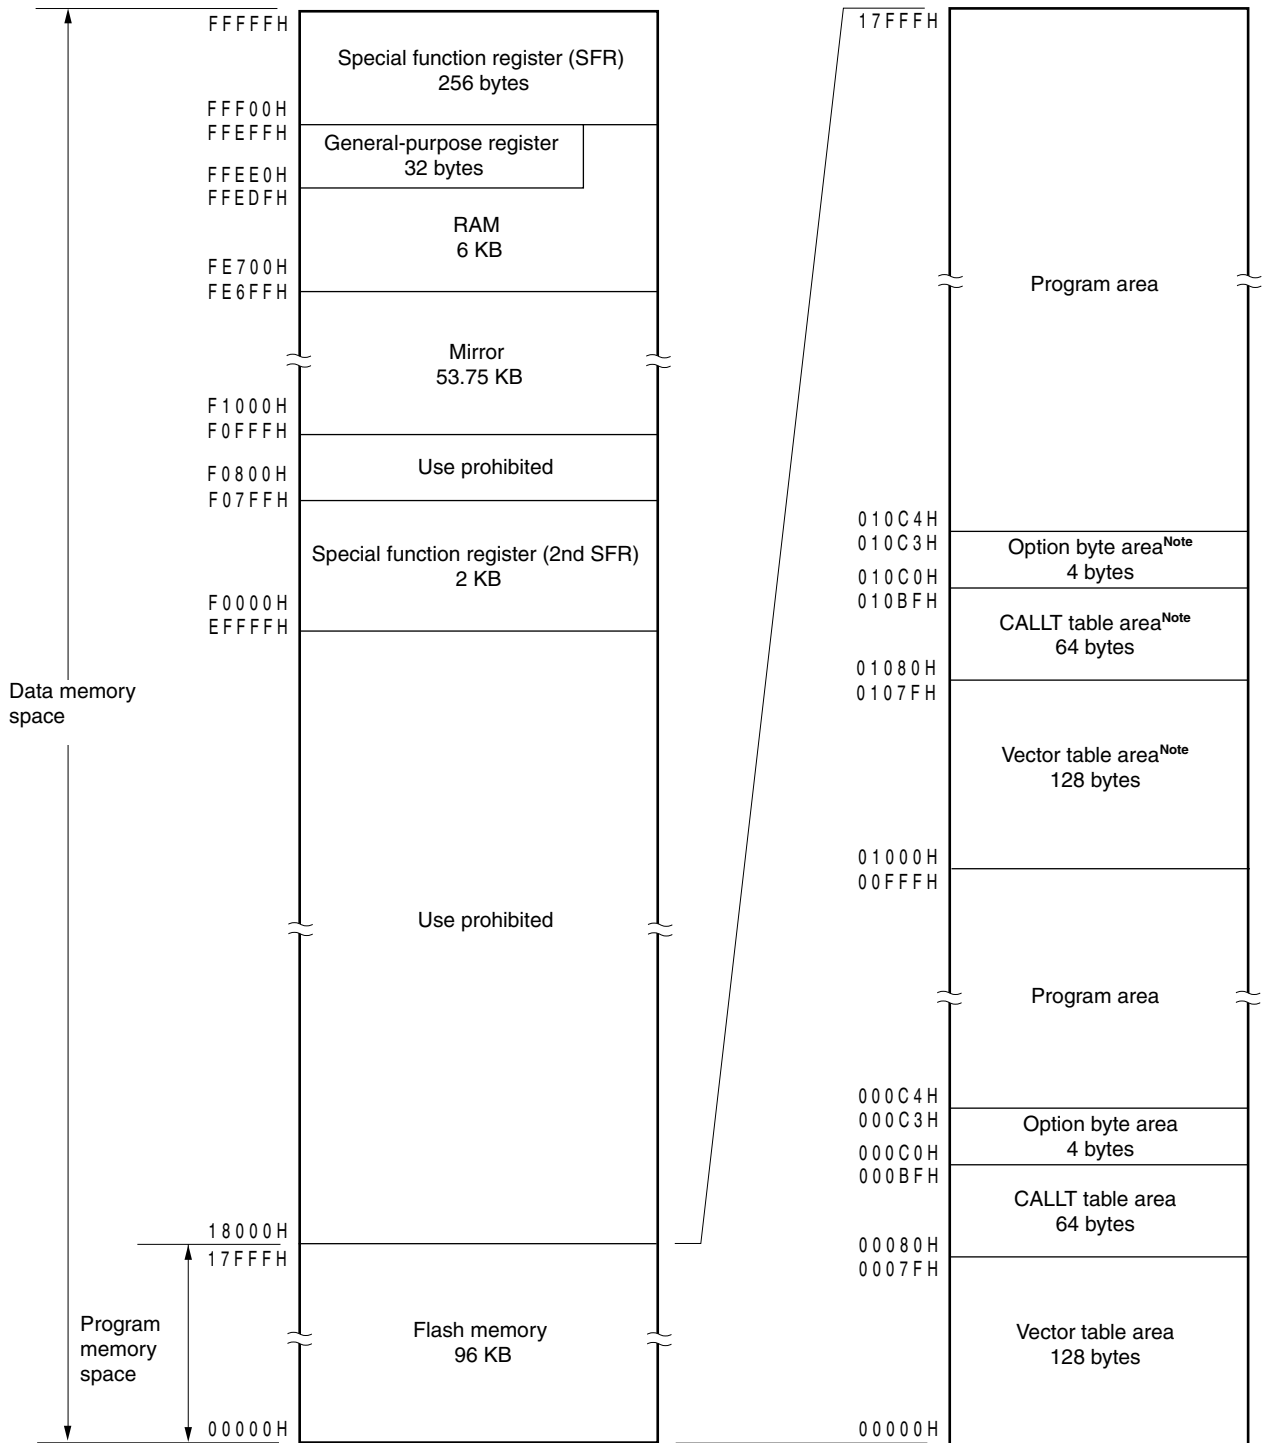 FFFFFH
Special function register (SFR)
256 bytes
FFF00H
FFEFFH
General-purpose register
32 bytes
FFEE0H
FFEDFH
RAM
6 KB
FE700H
FE6FFH
Mirror
53.75 KB
F1000H
F0FFFH
Use prohibited
F0800H
F07FFH
Special function register (2nd SFR)
2 KB
F0000H
EFFFFH
Data memory
space
Use prohibited
18000H
17FFFH
Program
memory
space
Flash memory
96 KB
00000H
17FFFH
Program area
010C4H
010C3H
Option byte areaNote
4 bytes
010C0H
010BFH
CALLT table areaNote
64 bytes
01080H
0107FH
Vector table areaNote
128 bytes
01000H
00FFFH
Program area
000C4H
000C3H
Option byte area
4 bytes
000C0H
000BFH
CALLT table area
64 bytes
00080H
0007FH
Vector table area
128 bytes
00000H